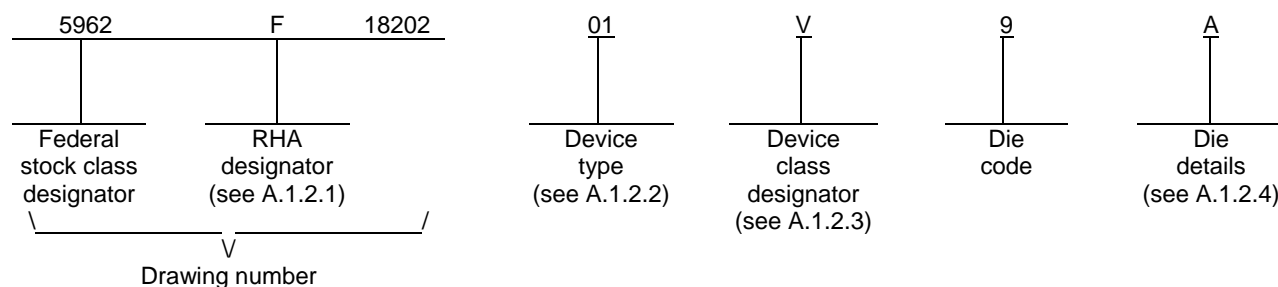 5962 F 18202 01 V 9 A
Federal stock class designator
RHA designator (see A.1.2.1)
Device type (see A.1.2.2)
Device class designator (see A.1.2.3)
Die code
Die details (see A.1.2.4)
Drawing number